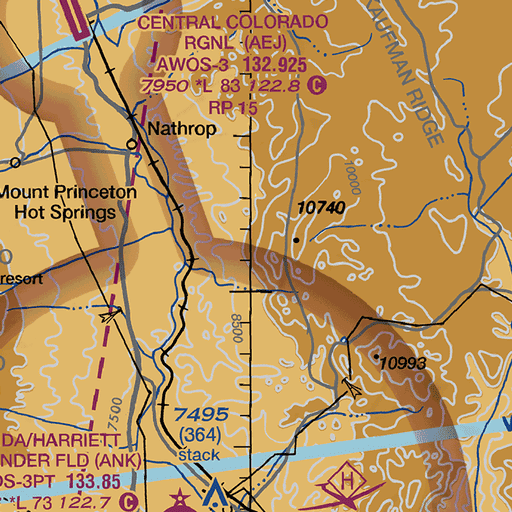 CENTRAL COLORADO
RGNL (AEJ)
AWOS-3 132.925
7950 *L 83 122.8 C
RP 15
KAUFMAN RIDGE
Nathrop
10000
Mount Princeton
Hot Springs
10740
resort
8500
10993
7500
7495
(364)
stack
DA/HARRIETT
NDER FLD (ANK)
OS-3PT 133.85
*L 73 122.7 C
H